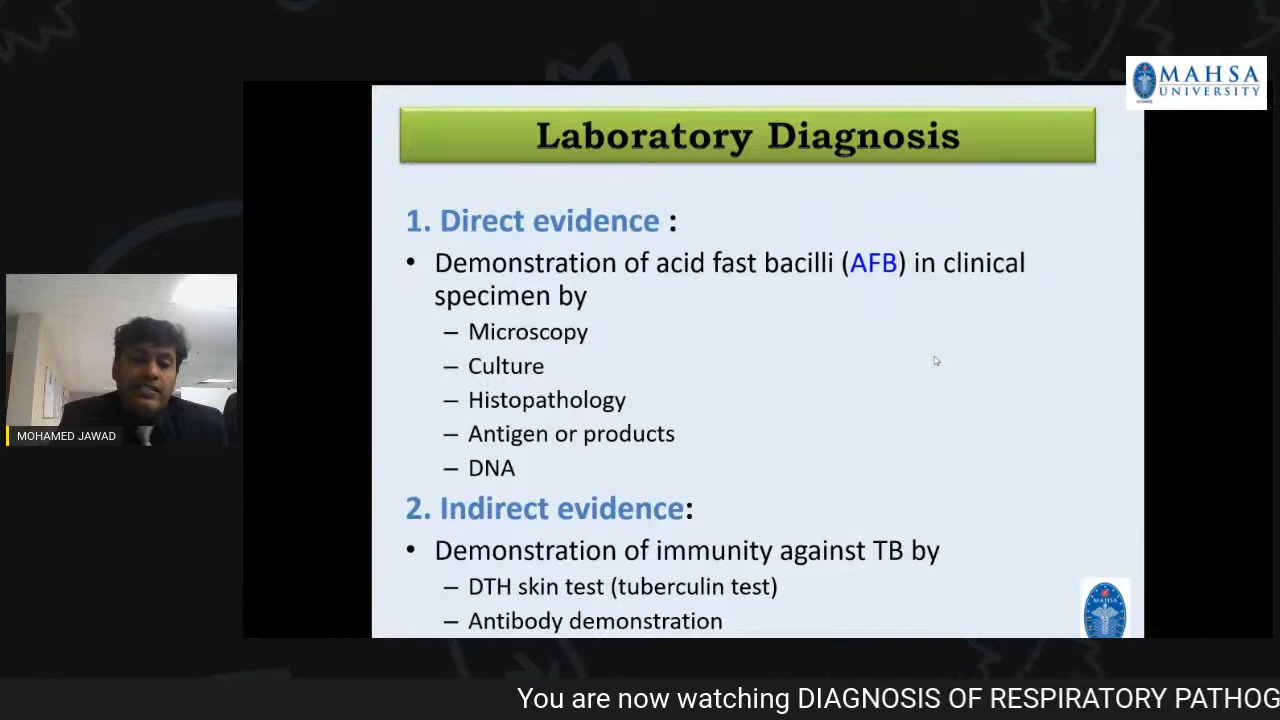 MAHSA
UNIVERSITY
Laboratory Diagnosis
1. Direct evidence :
• Demonstration of acid fast bacilli (AFB) in clinical
specimen by
– Microscopy
– Culture
– Histopathology
– Antigen or products
– DNA
2. Indirect evidence:
• Demonstration of immunity against TB by
– DTH skin test (tuberculin test)
– Antibody demonstration
MOHAMED JAWAD
MAHSA
You are now watching DIAGNOSIS OF RESPIRATORY PATHOG